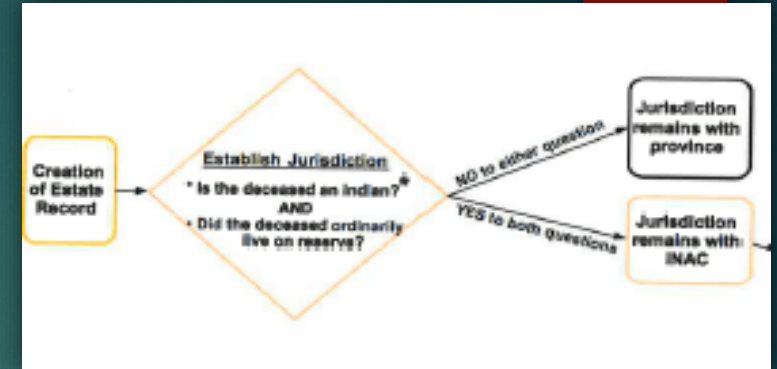 Creation
of Estate
Record
Establish Jurisdiction
* Is the deceased an Indian?*
AND
* Did the deceased ordinarily
live on reserve?
NO to either question
YES to both questions
Jurisdiction
remains with
province
Jurisdiction
remains with
INAC